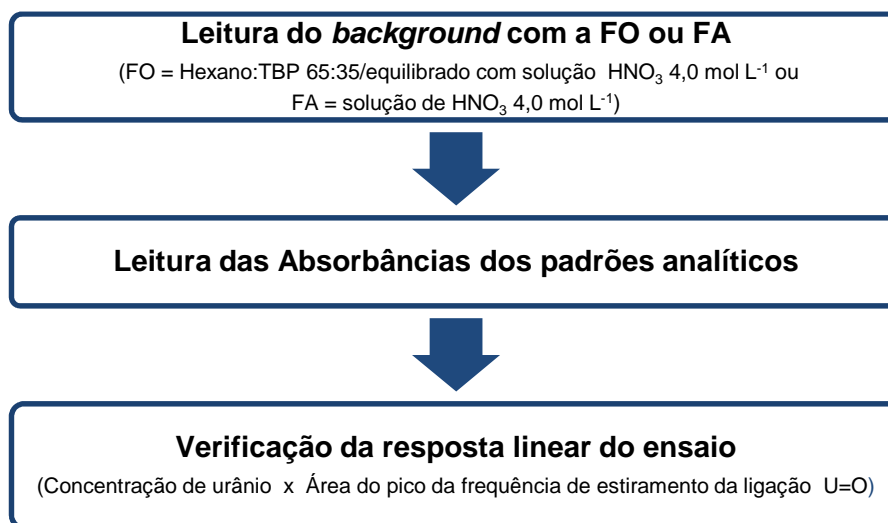 Leitura do background com a FO ou FA
(FO = Hexano:TBP 65:35/equilibrado com solução HNO₃ 4,0 mol L⁻¹ ou
FA = solução de HNO₃ 4,0 mol L⁻¹)
Leitura das Absorbâncias dos padrões analíticos
Verificação da resposta linear do ensaio
(Concentração de urânio x Área do pico da frequência de estiramento da ligação U=O)